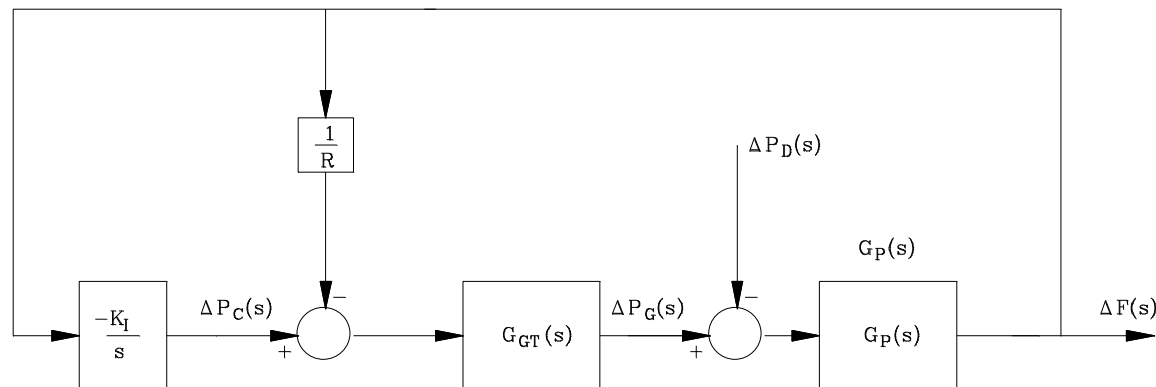 1
R
ΔP_D(s)
G_P(s)
-K_I
s
ΔP_C(s)
-
+
G_GT(s)
ΔP_G(s)
-
+
G_P(s)
ΔF(s)